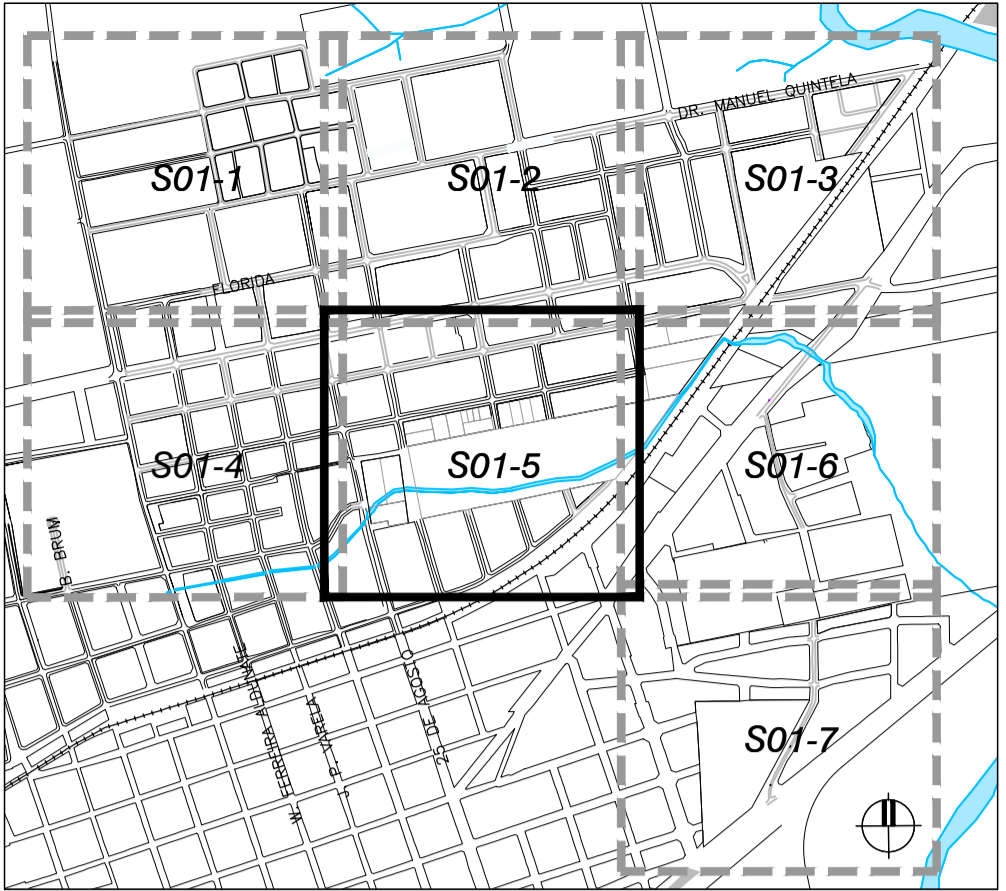 DR. MANUEL QUINTELA
S01-1
S01-2
S01-3
FLORIDA
S01-4
S01-5
S01-6
B. BRUM
W FERREIRA ALDUNATE
J. P. VARELA
25 DE AGOSTO
S01-7